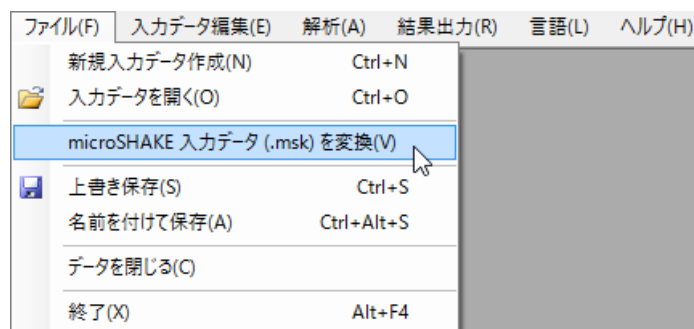 ファイル(F) 入力データ編集(E) 解析(A) 結果出力(R) 言語(L) ヘルプ(H)
新規入力データ作成(N) Ctrl+N
入力データを開く(O) Ctrl+O
microSHAKE 入力データ (.msk) を変換(V)
上書き保存(S) Ctrl+S
名前を付けて保存(A) Ctrl+Alt+S
データを閉じる(C)
終了(X) Alt+F4